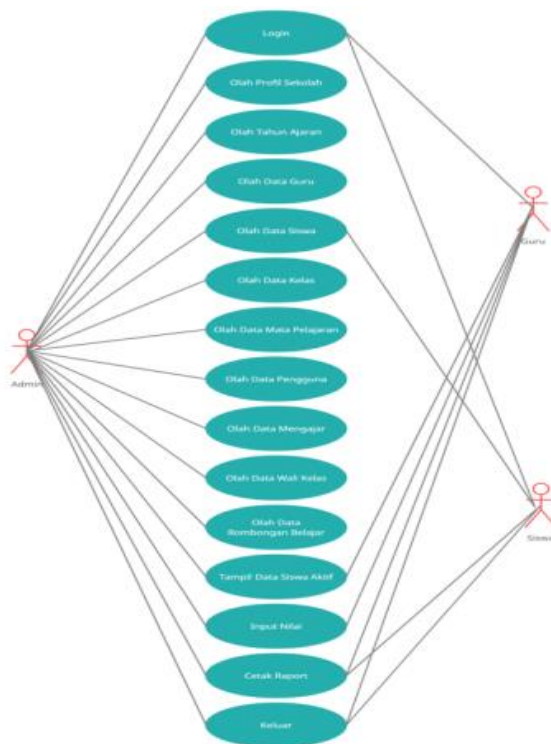 Login
Olah Profil Sekolah
Olah Tahun Ajaran
Olah Data Guru
Guru
Olah Data Siswa
Olah Data Kelas
Olah Data Mata Pelajaran
Admin
Olah Data Pengguna
Olah Data Mengajar
Olah Data Wali Kelas
Olah Data
Rombongan Belajar
Siswa
Tampil Data Siswa Aktif
Input Nilai
Cetak Raport
Keluar